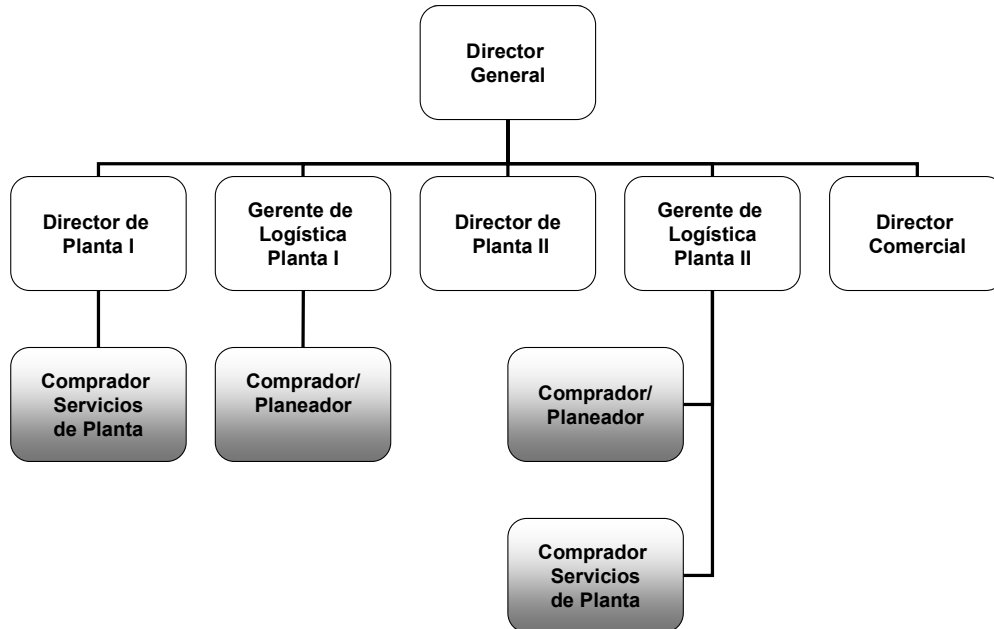 Director
General
Director de
Planta I
Gerente de
Logística
Planta I
Director de
Planta II
Gerente de
Logística
Planta II
Director
Comercial
Comprador
Servicios
de Planta
Comprador/
Planeador
Comprador/
Planeador
Comprador
Servicios
de Planta